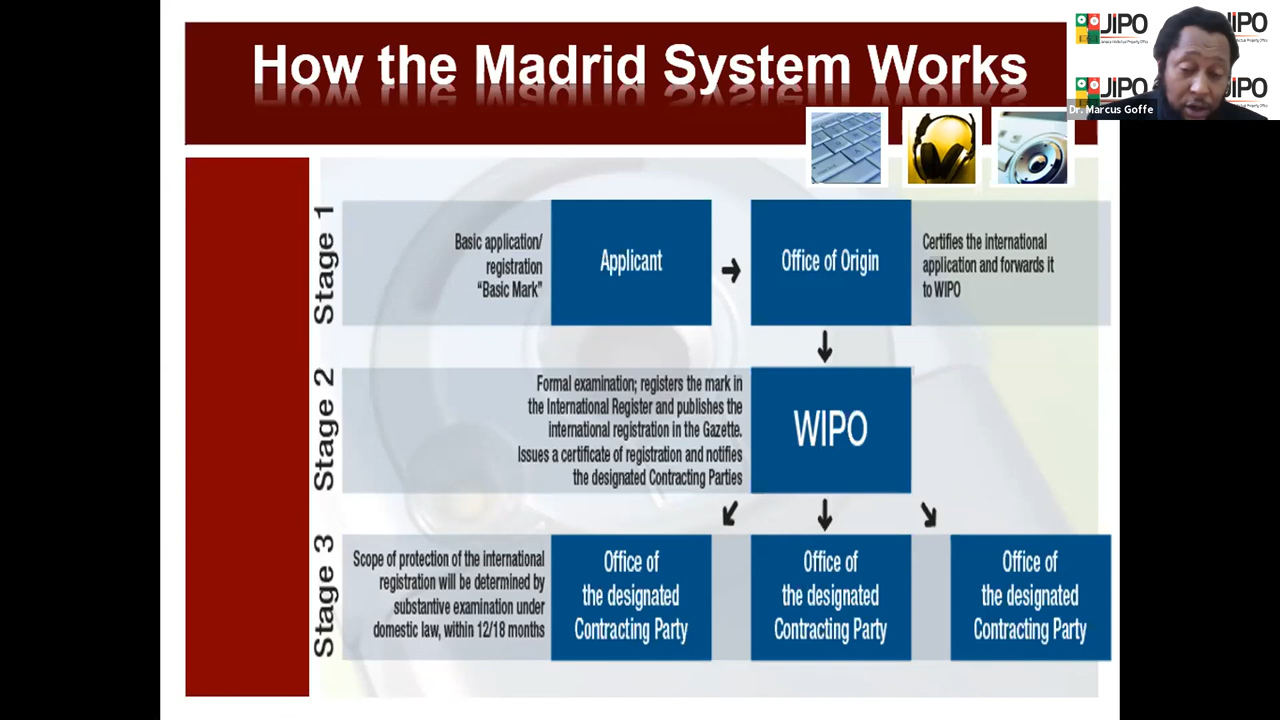 How the Madrid System Works
JIPO
IPO
JIPO
IPO
Dr. Marcus Goffe
Stage 1
Basic application/
registration
“Basic Mark”
Applicant
Office of Origin
Certifies the international
application and forwards it
to WIPO
Stage 2
Formal examination; registers the mark in
the International Register and publishes the
international registration in the Gazette.
Issues a certificate of registration and notifies
the designated Contracting Parties
WIPO
Stage 3
Scope of protection of the international
registration will be determined by
substantive examination under
domestic law, within 12/18 months
Office of
the designated
Contracting Party
Office of
the designated
Contracting Party
Office of
the designated
Contracting Party